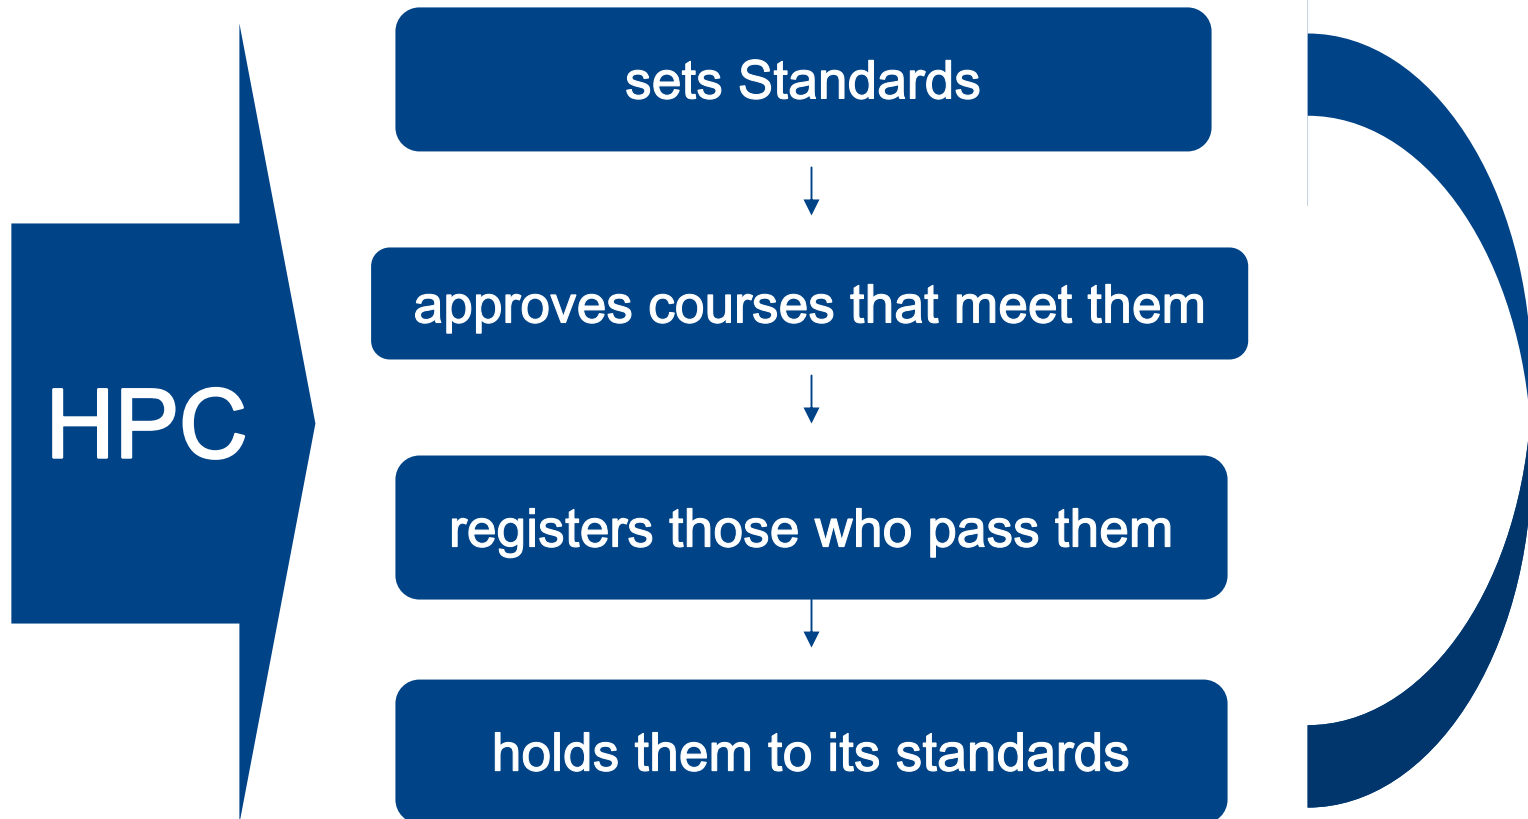 sets Standards
approves courses that meet them
HPC
registers those who pass them
holds them to its standards